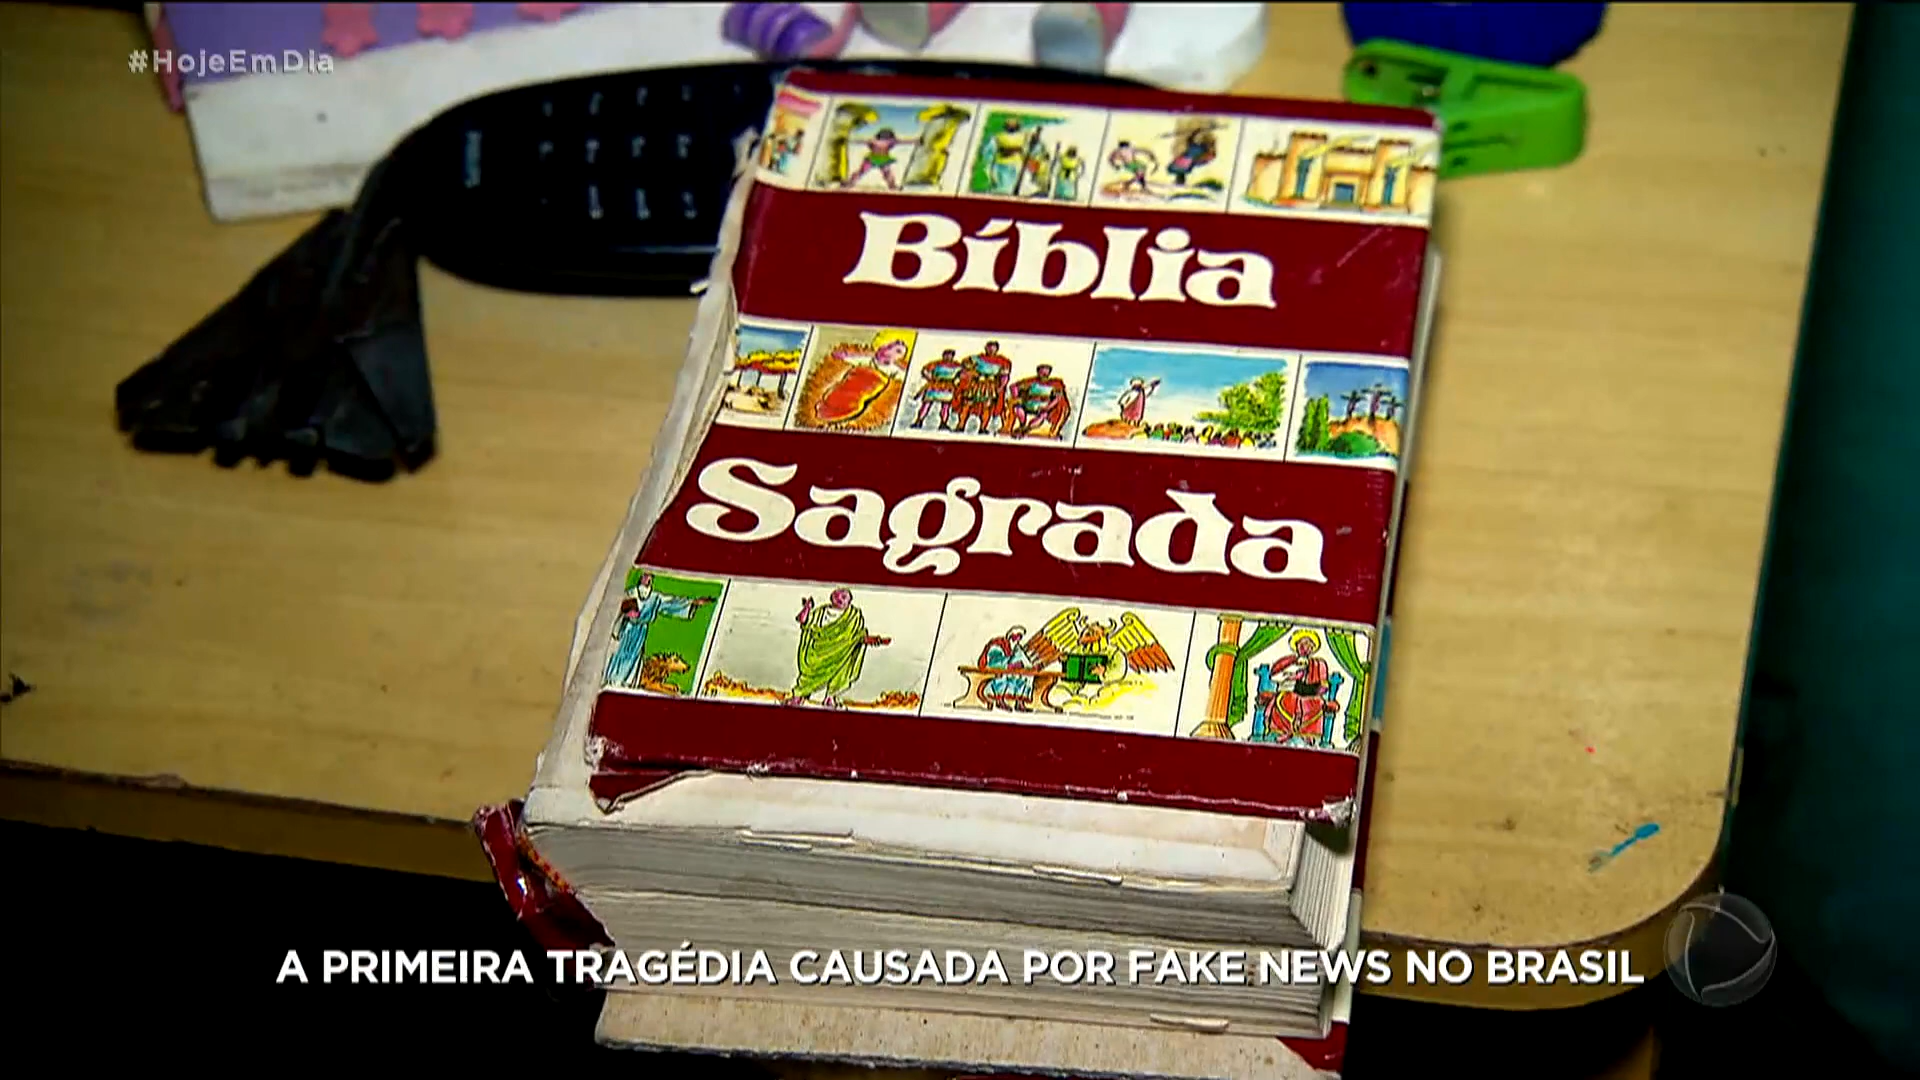 #HojeEmDia
Bíblia
Sagrada
A PRIMEIRA TRAGÉDIA CAUSADA POR FAKE NEWS NO BRASIL